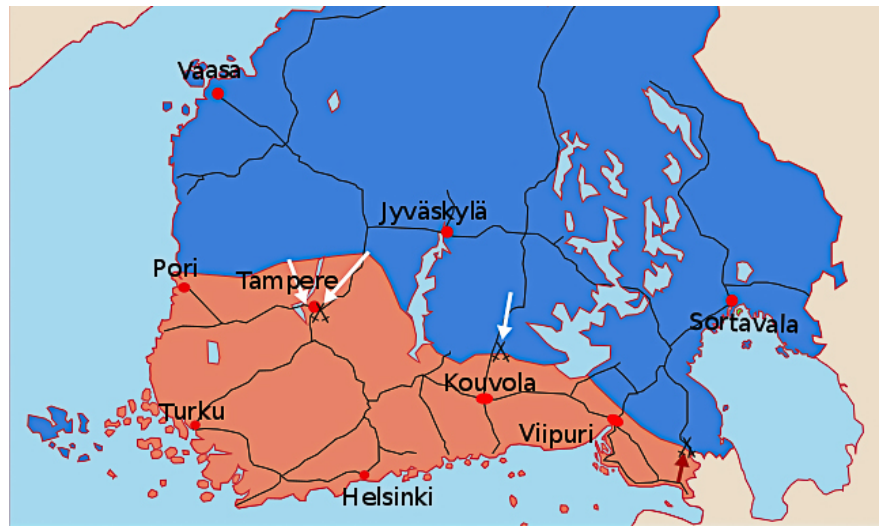 Vaasa
Jyväskylä
Pori
Tampere
Sortavala
Kouvola
Turku
Viipuri
Helsinki